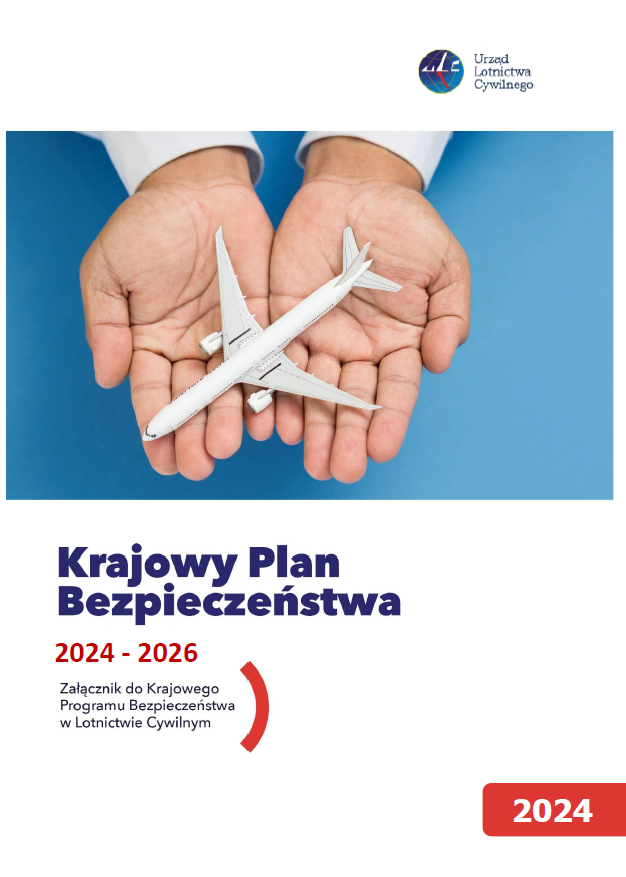 Urząd
Lotnictwa
Cywilnego
Krajowy Plan
Bezpieczeństwa
2024 - 2026
Załącznik do Krajowego
Programu Bezpieczeństwa
w Lotnictwie Cywilnym
2024